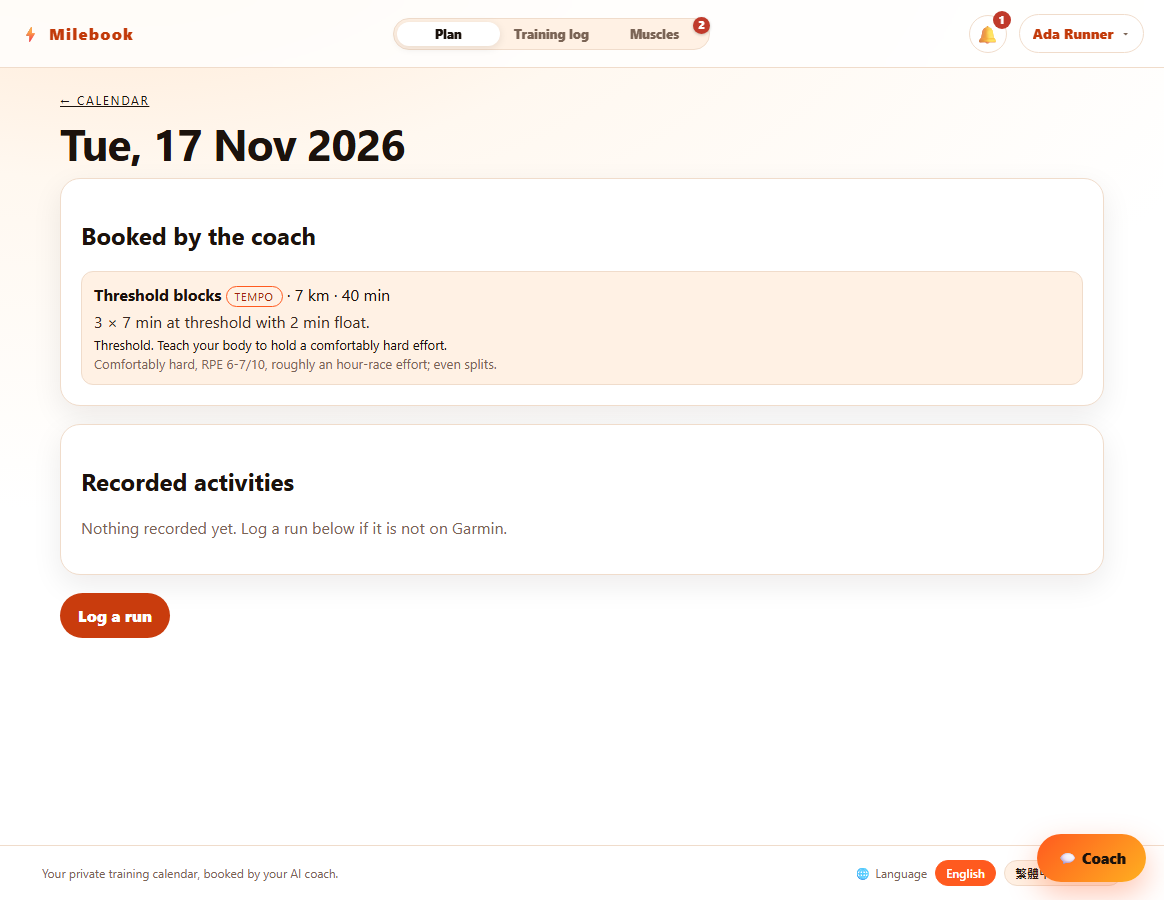 Milebook
Plan
Training log
Muscles
2
1
Ada Runner
← CALENDAR
Tue, 17 Nov 2026
Booked by the coach
Threshold blocks TEMPO · 7 km · 40 min
3 × 7 min at threshold with 2 min float.
Threshold. Teach your body to hold a comfortably hard effort.
Comfortably hard, RPE 6-7/10, roughly an hour-race effort; even splits.
Recorded activities
Nothing recorded yet. Log a run below if it is not on Garmin.
Log a run
Your private training calendar, booked by your AI coach.
Language
English
繁體
Coach